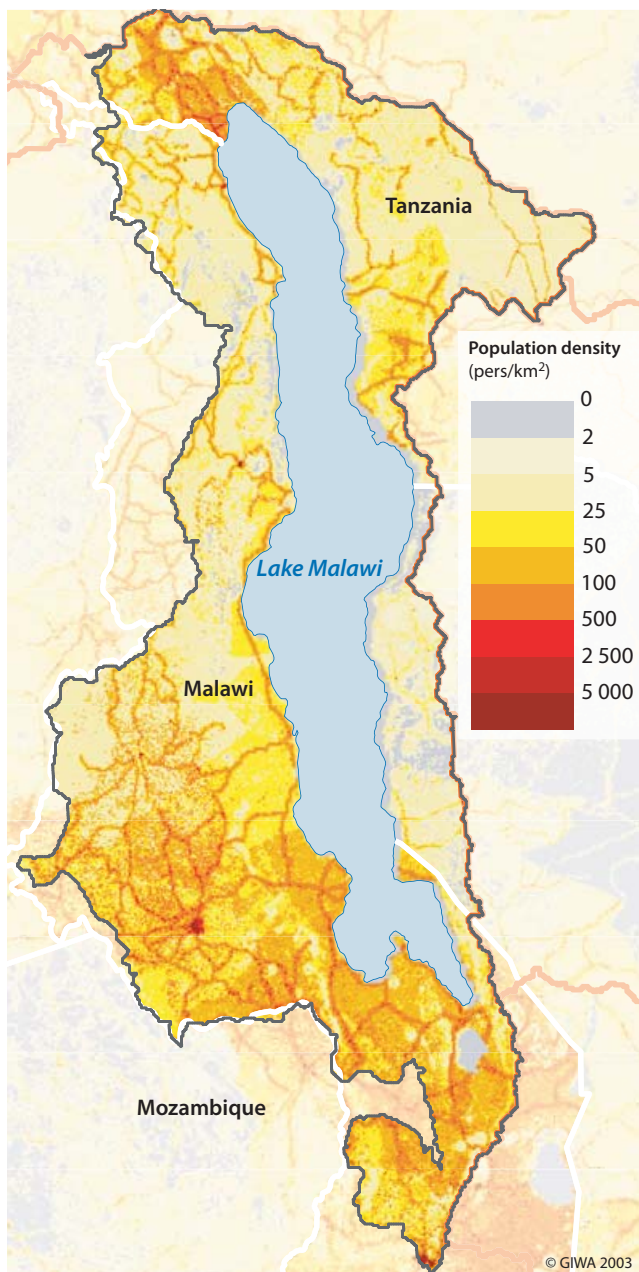 Tanzania
Population density
(pers/km²)
0
2
5
25
50
100
500
2 500
5 000
Lake Malawi
Malawi
Mozambique
© GIWA 2003